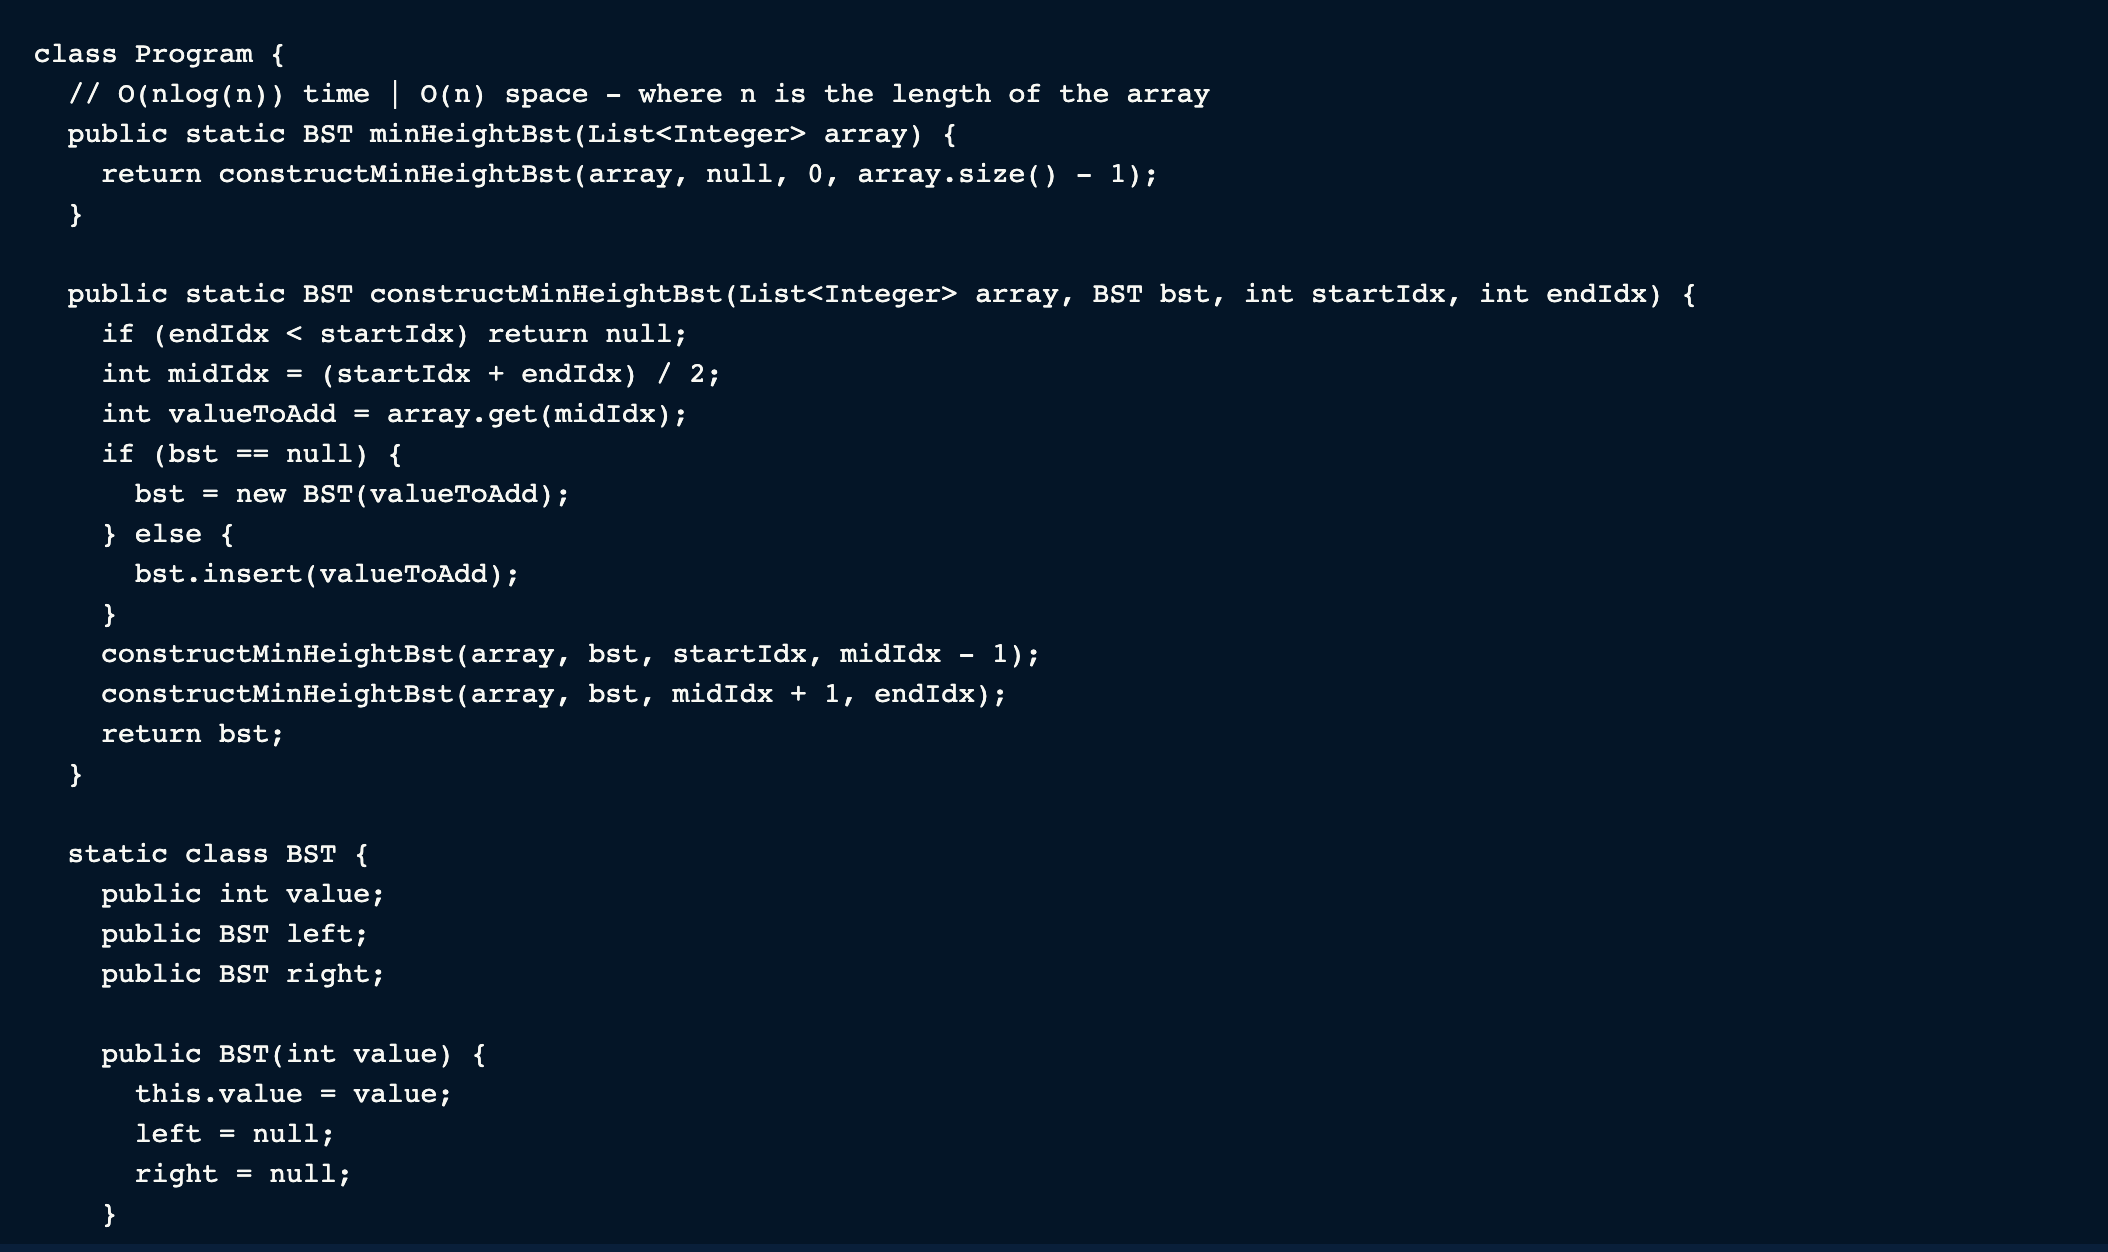 class Program {
  // O(nlog(n)) time | O(n) space - where n is the length of the array
  public static BST minHeightBst(List<Integer> array) {
    return constructMinHeightBst(array, null, 0, array.size() - 1);
  }

  public static BST constructMinHeightBst(List<Integer> array, BST bst, int startIdx, int endIdx) {
    if (endIdx < startIdx) return null;
    int midIdx = (startIdx + endIdx) / 2;
    int valueToAdd = array.get(midIdx);
    if (bst == null) {
      bst = new BST(valueToAdd);
    } else {
      bst.insert(valueToAdd);
    }
    constructMinHeightBst(array, bst, startIdx, midIdx - 1);
    constructMinHeightBst(array, bst, midIdx + 1, endIdx);
    return bst;
  }

  static class BST {
    public int value;
    public BST left;
    public BST right;

    public BST(int value) {
      this.value = value;
      left = null;
      right = null;
    }